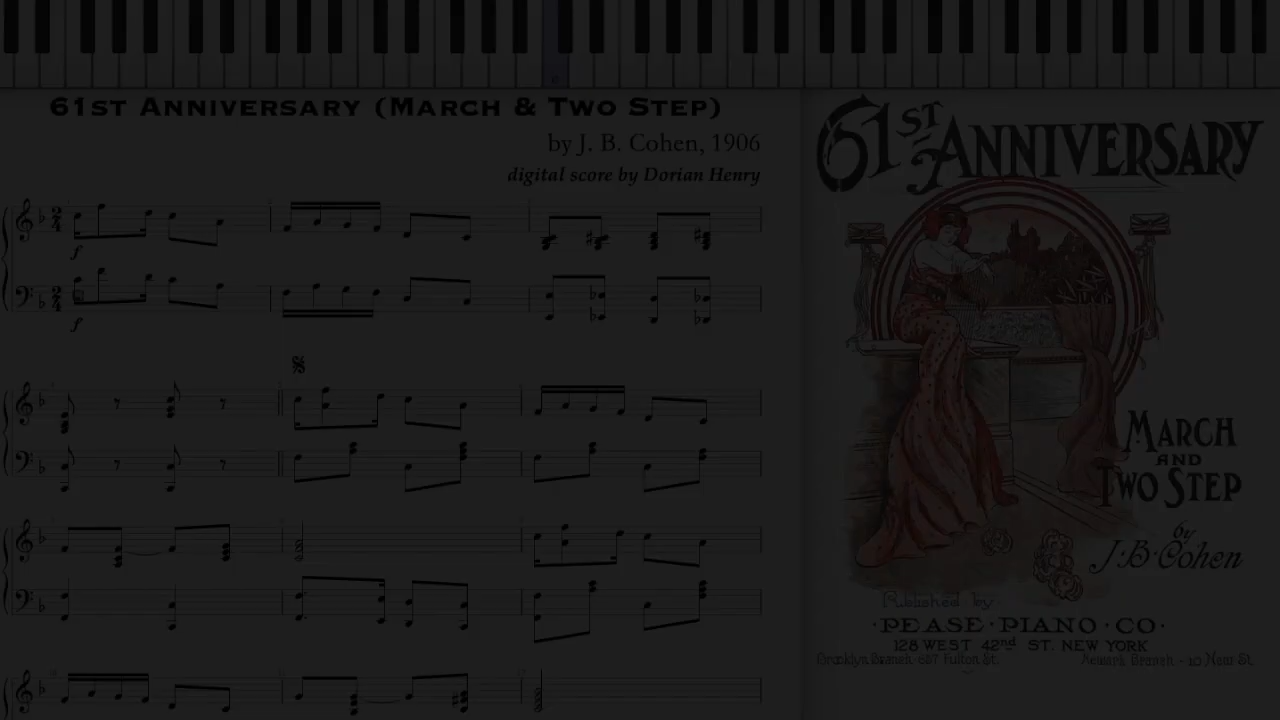 61st Anniversary (March & Two Step)
by J. B. Cohen, 1906
digital score by Dorian Henry
f
f
61ST ANNIVERSARY
MARCH
AND
TWO STEP
by
J.B. Cohen
Published by
·PEASE·PIANO·CO·
128 WEST 42nd ST. NEW YORK
Brooklyn Branch - 657 Fulton St. Newark Branch - 10 New St.